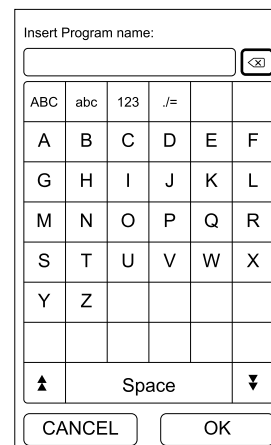 Insert Program name:
ABC abc 123 ./=
A B C D E F
G H I J K L
M N O P Q R
S T U V W X
Y Z
Space
CANCEL OK